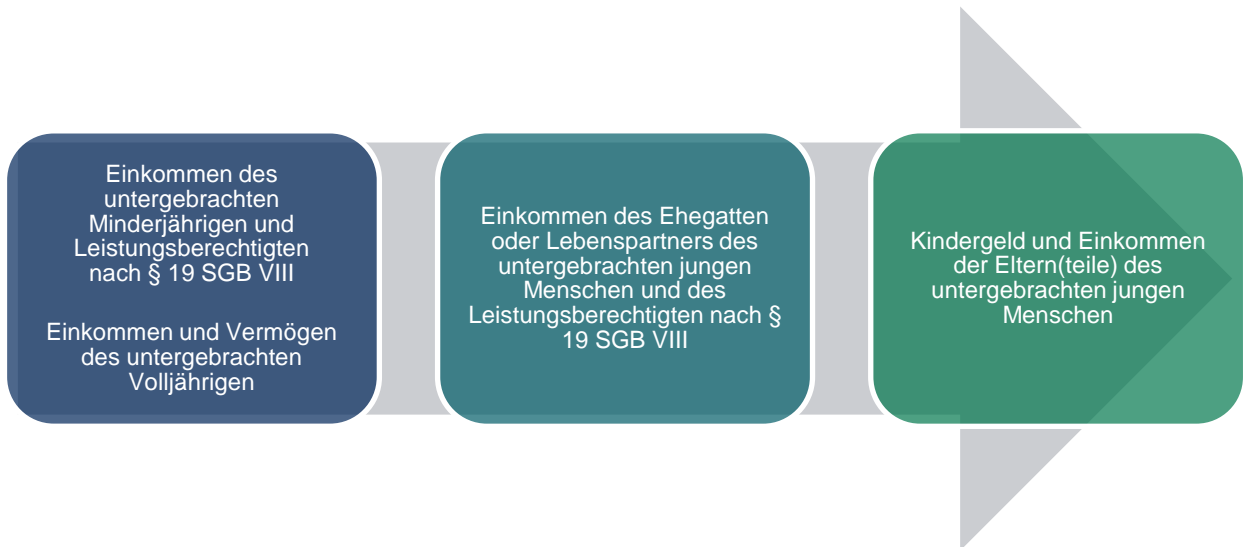 Einkommen des
untergebrachten
Minderjährigen und
Leistungsberechtigten
nach § 19 SGB VIII
Einkommen und Vermögen
des untergebrachten
Volljährigen
Einkommen des Ehegatten
oder Lebenspartners des
untergebrachten jungen
Menschen und des
Leistungsberechtigten nach §
19 SGB VIII
Kindergeld und Einkommen
der Eltern(teile) des
untergebrachten jungen
Menschen